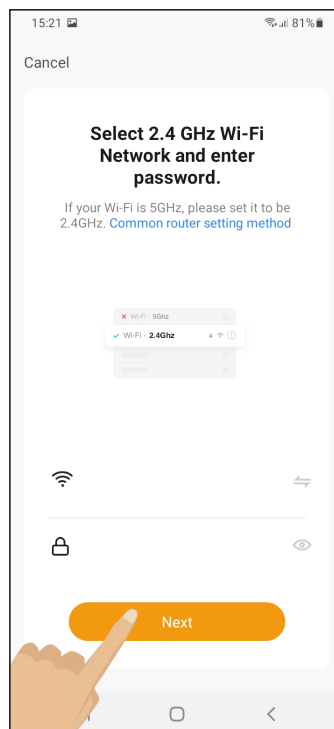 15:21 81%
Cancel
Select 2.4 GHz Wi-Fi
Network and enter
password.
If your Wi-Fi is 5GHz, please set it to be
2.4GHz. Common router setting method
Wi-Fi - 5Ghz
Wi-Fi - 2.4Ghz
Next